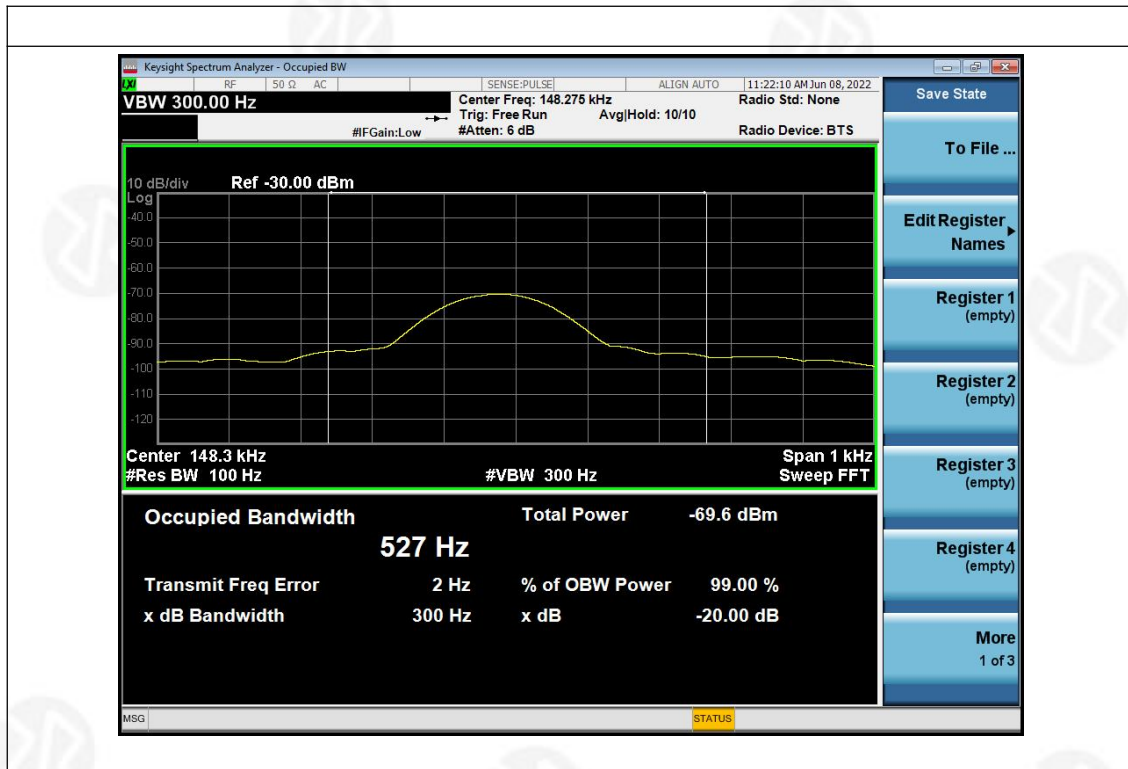 Keysight Spectrum Analyzer - Occupied BW
LXI RF 50 Ω AC SENSE:PULSE ALIGN AUTO 11:22:10 AM Jun 08, 2022
VBW 300.00 Hz
Center Freq: 148.275 kHz Radio Std: None
Trig: Free Run Avg|Hold: 10/10
#IFGain:Low #Atten: 6 dB Radio Device: BTS
10 dB/div Ref -30.00 dBm
Log
-40.0
-50.0
-60.0
-70.0
-80.0
-90.0
-100
-110
-120
Center 148.3 kHz Span 1 kHz
#Res BW 100 Hz #VBW 300 Hz Sweep FFT
Occupied Bandwidth Total Power -69.6 dBm
527 Hz
Transmit Freq Error 2 Hz % of OBW Power 99.00 %
x dB Bandwidth 300 Hz x dB -20.00 dB
MSG STATUS
Save State
To File ...
Edit Register
Names
Register 1
(empty)
Register 2
(empty)
Register 3
(empty)
Register 4
(empty)
More
1 of 3